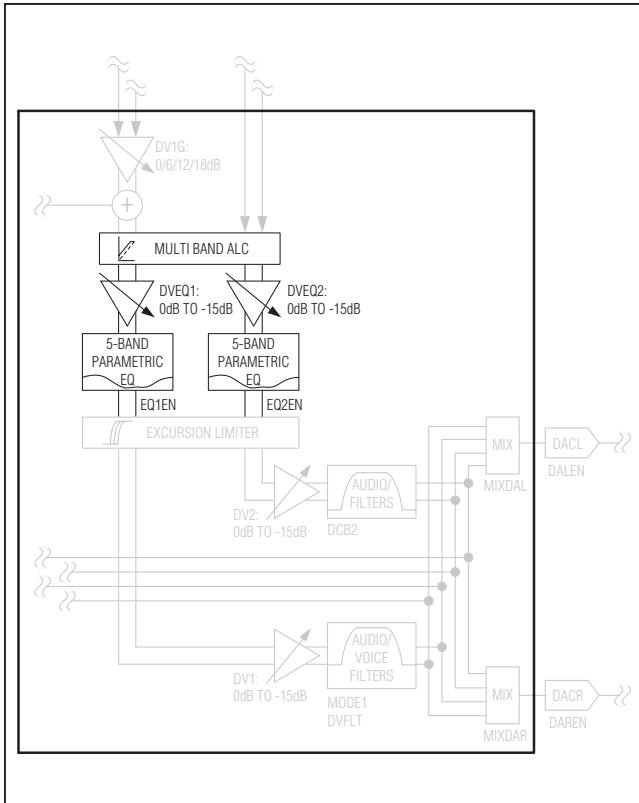 DV1G:
0/6/12/18dB
+
MULTI BAND ALC
DVEQ1:
0dB TO -15dB
DVEQ2:
0dB TO -15dB
5-BAND
PARAMETRIC
EQ
5-BAND
PARAMETRIC
EQ
EQ1EN
EQ2EN
EXCURSION LIMITER
MIX
DACL
MIXDAL
DALEN
AUDIO/
FILTERS
DV2:
0dB TO -15dB
DCB2
AUDIO/
VOICE
FILTERS
DV1:
0dB TO -15dB
MODE1
DVFLT
MIX
DACR
MIXDAR
DAREN